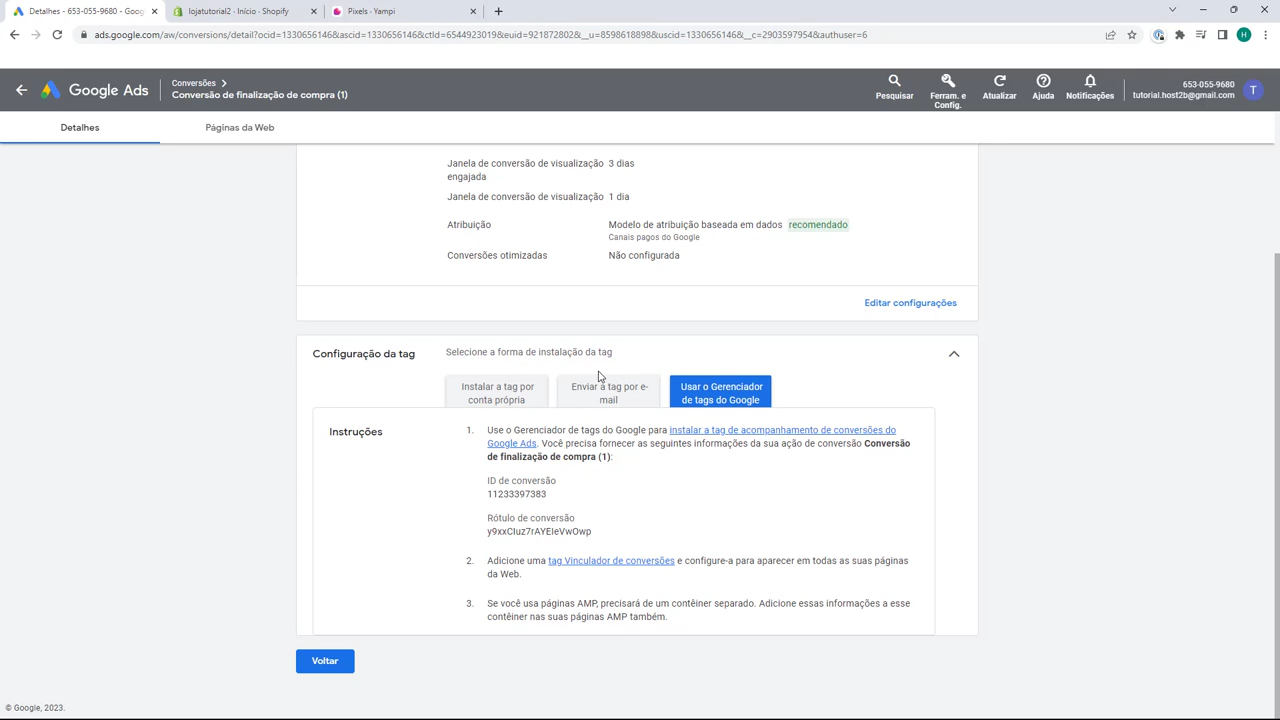 Detalhes - 653-055-9680 - Goog
lojatutorial2 · Início · Shopify
Pixels - Yampi
ads.google.com/aw/conversions/detail?ocid=1330656146&ascid=1330656146&ctId=6544923019&euid=921872802&__u=8598618898&uscid=1330656146&__c=2903597954&authuser=6
H
Google Ads
Conversões
Conversão de finalização de compra (1)
Pesquisar
Ferram. e
Config.
Atualizar
Ajuda
Notificações
653-055-9680
tutorial.host2b@gmail.com
T
Detalhes
Páginas da Web
Janela de conversão de visualização 3 dias
engajada
Janela de conversão de visualização 1 dia
Atribuição Modelo de atribuição baseada em dados recomendado
Canais pagos do Google
Conversões otimizadas Não configurada
Editar configurações
Configuração da tag
Selecione a forma de instalação da tag
Instalar a tag por
conta própria
Enviar a tag por e-
mail
Usar o Gerenciador
de tags do Google
Instruções
1. Use o Gerenciador de tags do Google para instalar a tag de acompanhamento de conversões do
Google Ads. Você precisa fornecer as seguintes informações da sua ação de conversão Conversão
de finalização de compra (1):
ID de conversão
11233397383
Rótulo de conversão
y9xxCIuz7rAYEIeVwOwp
2. Adicione uma tag Vinculador de conversões e configure-a para aparecer em todas as suas páginas
da Web.
3. Se você usa páginas AMP, precisará de um contêiner separado. Adicione essas informações a esse
contêiner nas suas páginas AMP também.
Voltar
© Google, 2023.